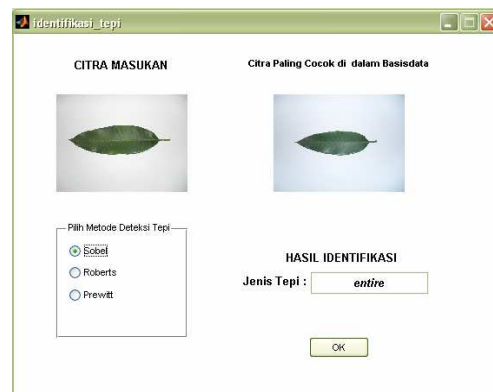 identifikasi_tepi
CITRA MASUKAN
Citra Paling Cocok di dalam Basisdata
Pilih Metode Deteksi Tepi
Sobel
Roberts
Prewitt
HASIL IDENTIFIKASI
Jenis Tepi : entire
OK